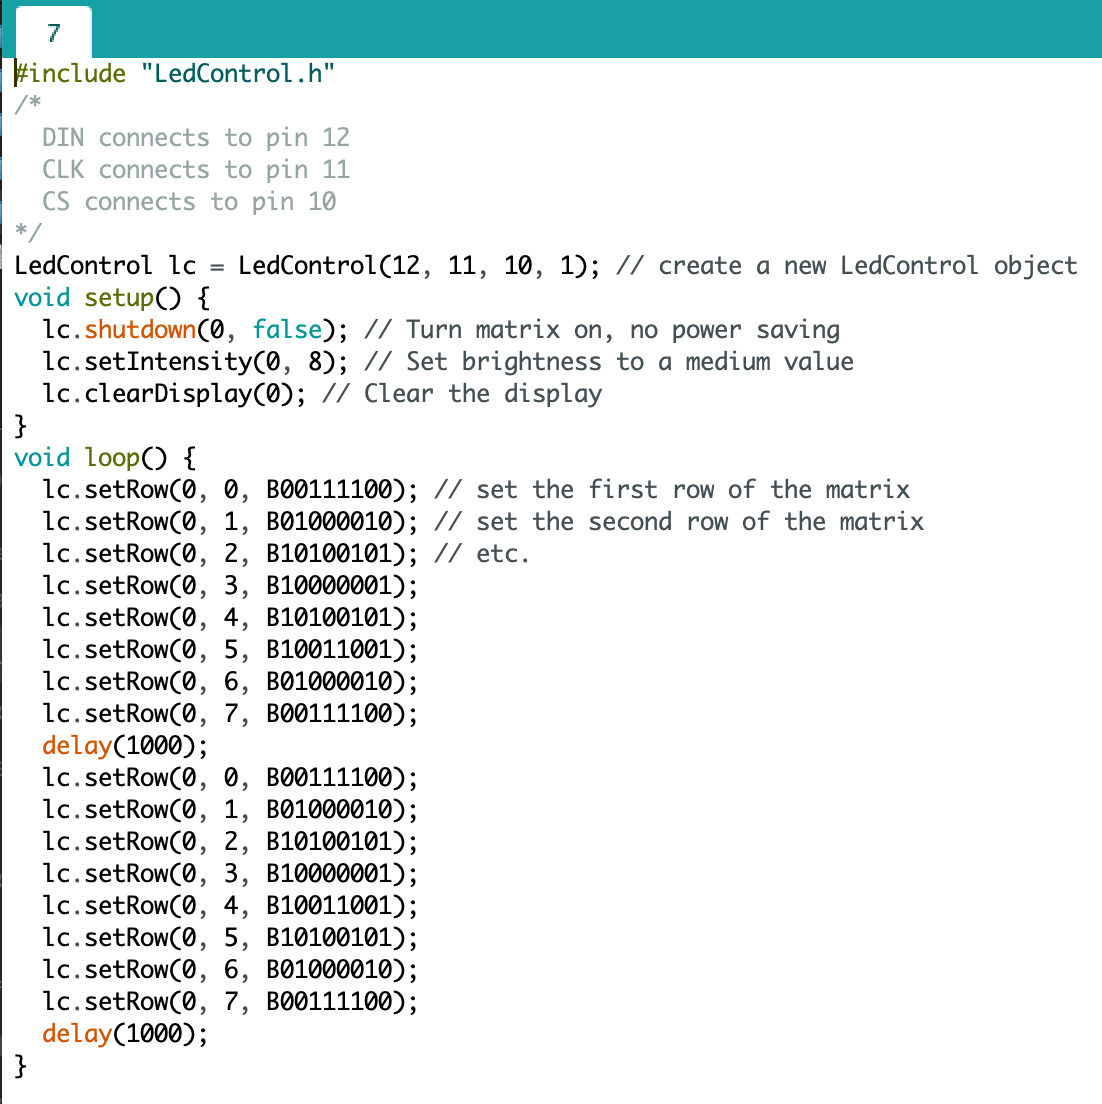 7
#include "LedControl.h"
/*
  DIN connects to pin 12
  CLK connects to pin 11
  CS connects to pin 10
*/
LedControl lc = LedControl(12, 11, 10, 1); // create a new LedControl object
void setup() {
  lc.shutdown(0, false); // Turn matrix on, no power saving
  lc.setIntensity(0, 8); // Set brightness to a medium value
  lc.clearDisplay(0); // Clear the display
}
void loop() {
  lc.setRow(0, 0, B00111100); // set the first row of the matrix
  lc.setRow(0, 1, B01000010); // set the second row of the matrix
  lc.setRow(0, 2, B10100101); // etc.
  lc.setRow(0, 3, B10000001);
  lc.setRow(0, 4, B10100101);
  lc.setRow(0, 5, B10011001);
  lc.setRow(0, 6, B01000010);
  lc.setRow(0, 7, B00111100);
  delay(1000);
  lc.setRow(0, 0, B00111100);
  lc.setRow(0, 1, B01000010);
  lc.setRow(0, 2, B10100101);
  lc.setRow(0, 3, B10000001);
  lc.setRow(0, 4, B10011001);
  lc.setRow(0, 5, B10100101);
  lc.setRow(0, 6, B01000010);
  lc.setRow(0, 7, B00111100);
  delay(1000);
}